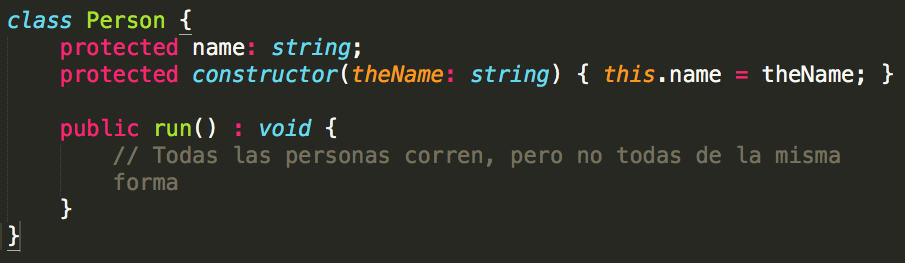 class Person {
protected name: string;
protected constructor(theName: string) { this.name = theName; }
public run() : void {
// Todas las personas corren, pero no todas de la misma
forma
}
}